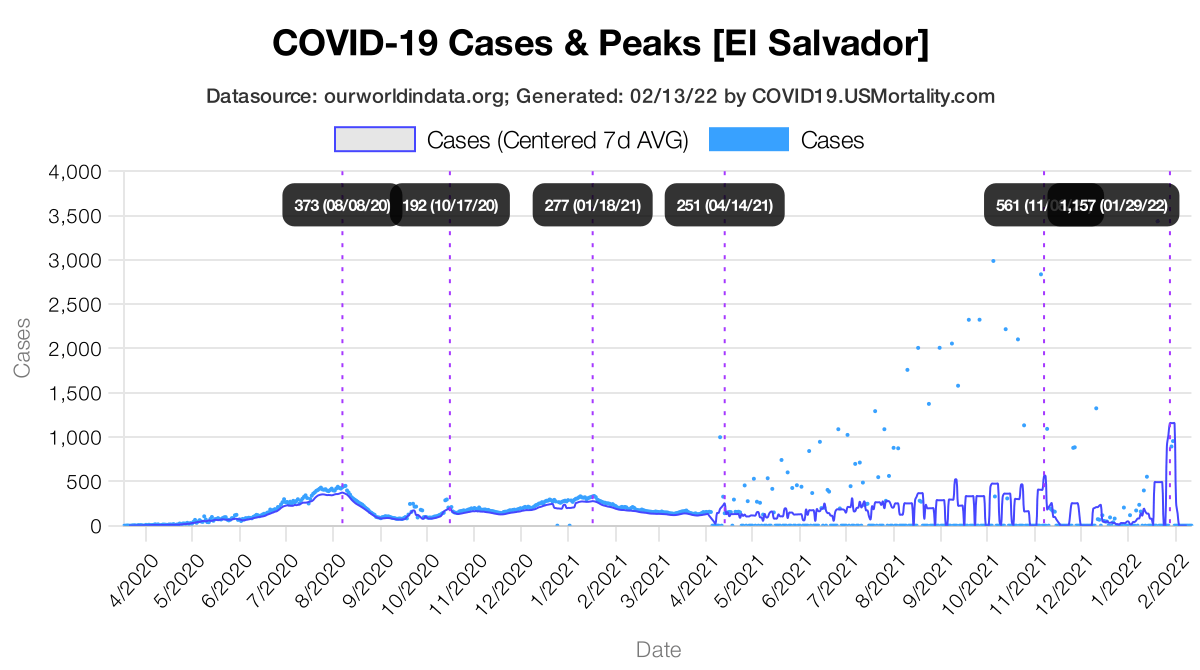 COVID-19 Cases & Peaks [El Salvador]
Datasource: ourworldindata.org; Generated: 02/13/22 by COVID19.USMortality.com
Cases (Centered 7d AVG) Cases
4,000
3,500
3,000
2,500
2,000
1,500
1,000
500
0
Cases
373 (08/08/20) 192 (10/17/20) 277 (01/18/21) 251 (04/14/21) 561 (11/ 1,157 (01/29/22)
4/2020 5/2020 6/2020 7/2020 8/2020 9/2020 10/2020 11/2020 12/2020 1/2021 2/2021 3/2021 4/2021 5/2021 6/2021 7/2021 8/2021 9/2021 10/2021 11/2021 12/2021 1/2022 2/2022
Date